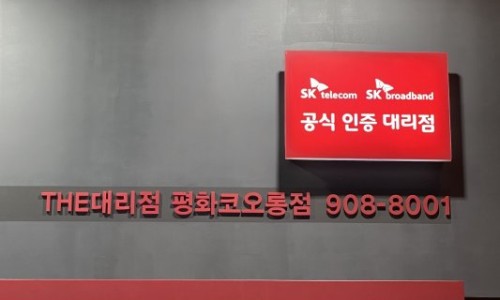 SK telecom SK broadband
공식 인증 대리점
THE대리점 평화코오롱점 908-8001